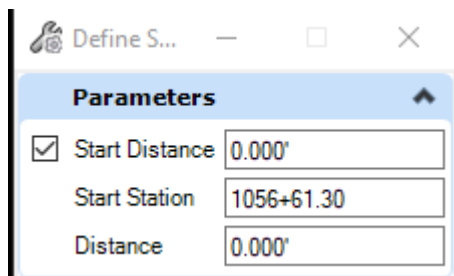 Define S...
Parameters
Start Distance 0.000'
Start Station 1056+61.30
Distance 0.000'